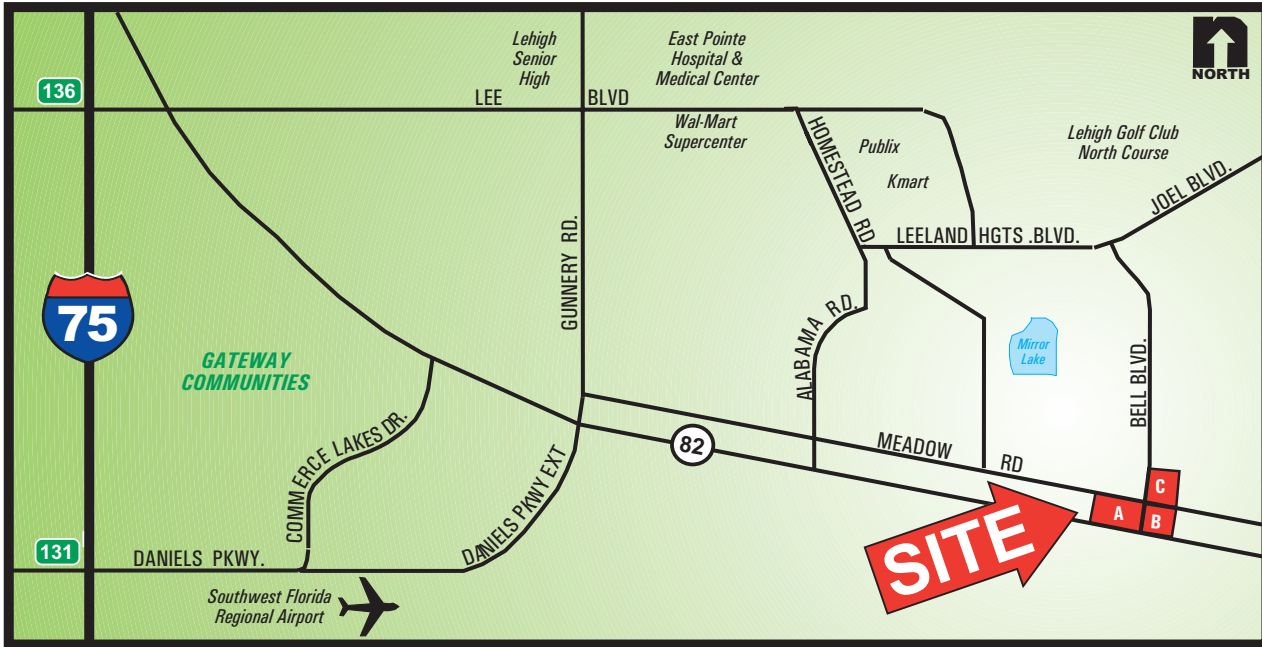 Lehigh
Senior
High
East Pointe
Hospital &
Medical Center
n
NORTH
136
LEE BLVD
Wal-Mart
Supercenter
HOMESTEAD RD
Publix
Kmart
Lehigh Golf Club
North Course
JOEL BLVD.
LEELAND HGTS .BLVD.
GUNNERY RD.
75
GATEWAY
COMMUNITIES
ALABAMA RD.
Mirror
Lake
BELL BLVD.
COMMERCE LAKES DR.
82
MEADOW RD
DANIELS PKWY EXT
A
B
C
SITE
131
DANIELS PKWY.
Southwest Florida
Regional Airport